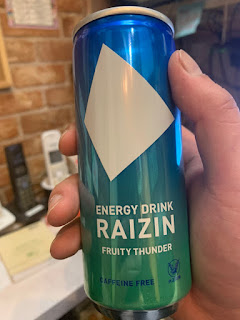 ENERGY DRINK
RAIZIN
FRUITY THUNDER
CAFFEINE FREE